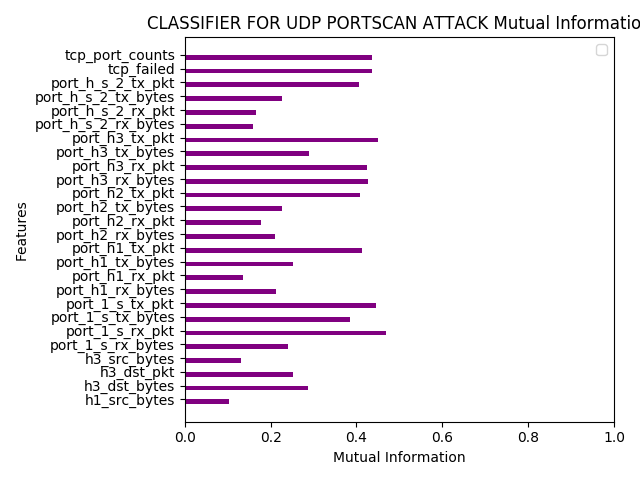 CLASSIFIER FOR UDP PORTSCAN ATTACK Mutual Informatio
tcp_port_counts
tcp_failed
port_h_s_2_tx_pkt
port_h_s_2_tx_bytes
port_h_s_2_rx_pkt
port_h_s_2_rx_bytes
port_h3_tx_pkt
port_h3_tx_bytes
port_h3_rx_pkt
port_h3_rx_bytes
port_h2_tx_pkt
port_h2_tx_bytes
port_h2_rx_pkt
port_h2_rx_bytes
port_h1_tx_pkt
port_h1_tx_bytes
port_h1_rx_pkt
port_h1_rx_bytes
port_1_s_tx_pkt
port_1_s_tx_bytes
port_1_s_rx_pkt
port_1_s_rx_bytes
h3_src_bytes
h3_dst_pkt
h3_dst_bytes
h1_src_bytes
Features
0.0 0.2 0.4 0.6 0.8 1.0
Mutual Information